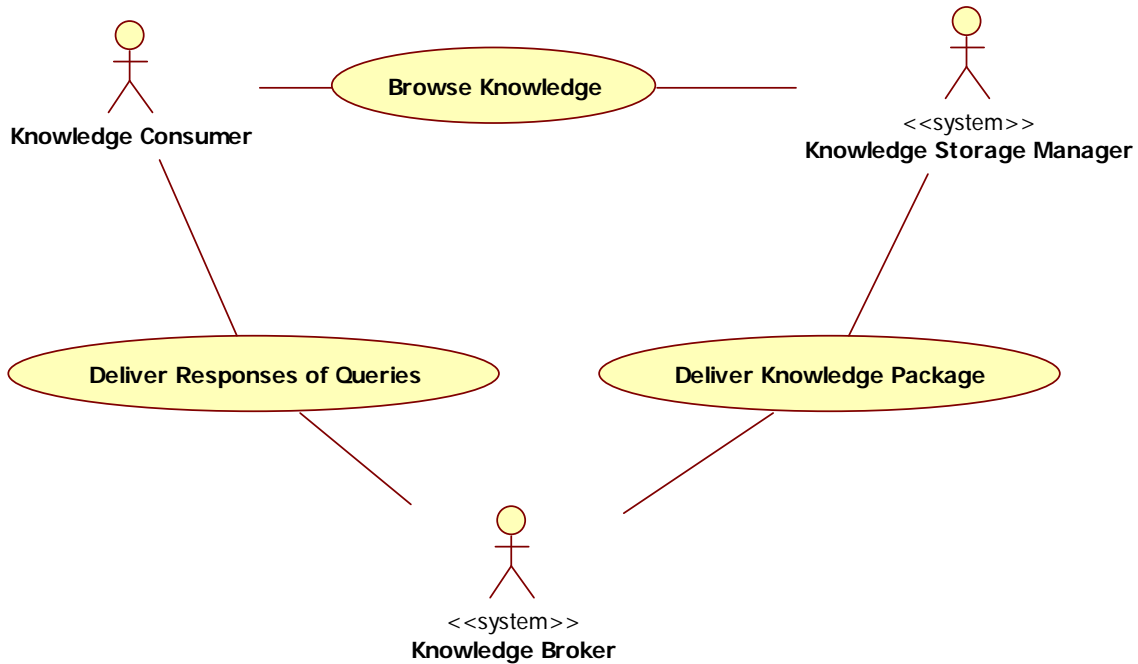 Browse Knowledge
Knowledge Consumer
<<system>>
Knowledge Storage Manager
Deliver Responses of Queries
Deliver Knowledge Package
<<system>>
Knowledge Broker